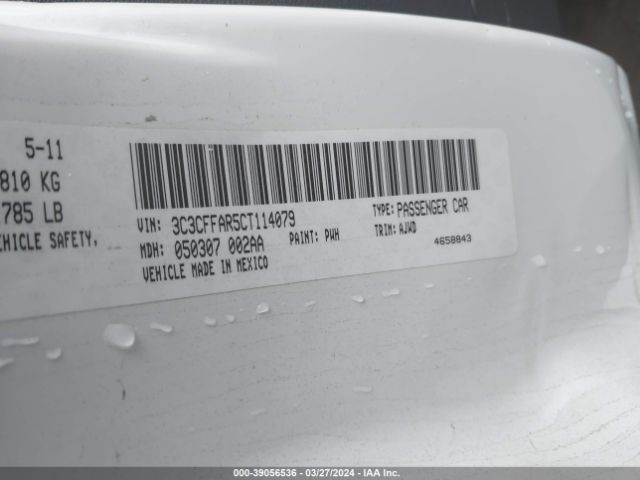 5-11
810 KG
785 LB
EHICLE SAFETY,
VIN: 3C3CFFAR5CT114079
MDH: 050307 002AA
PAINT: PWH
VEHICLE MADE IN MEXICO
TYPE: PASSENGER CAR
TRIM: AJWD
4658843
000-39056536 - 03/27/2024 - IAA Inc.